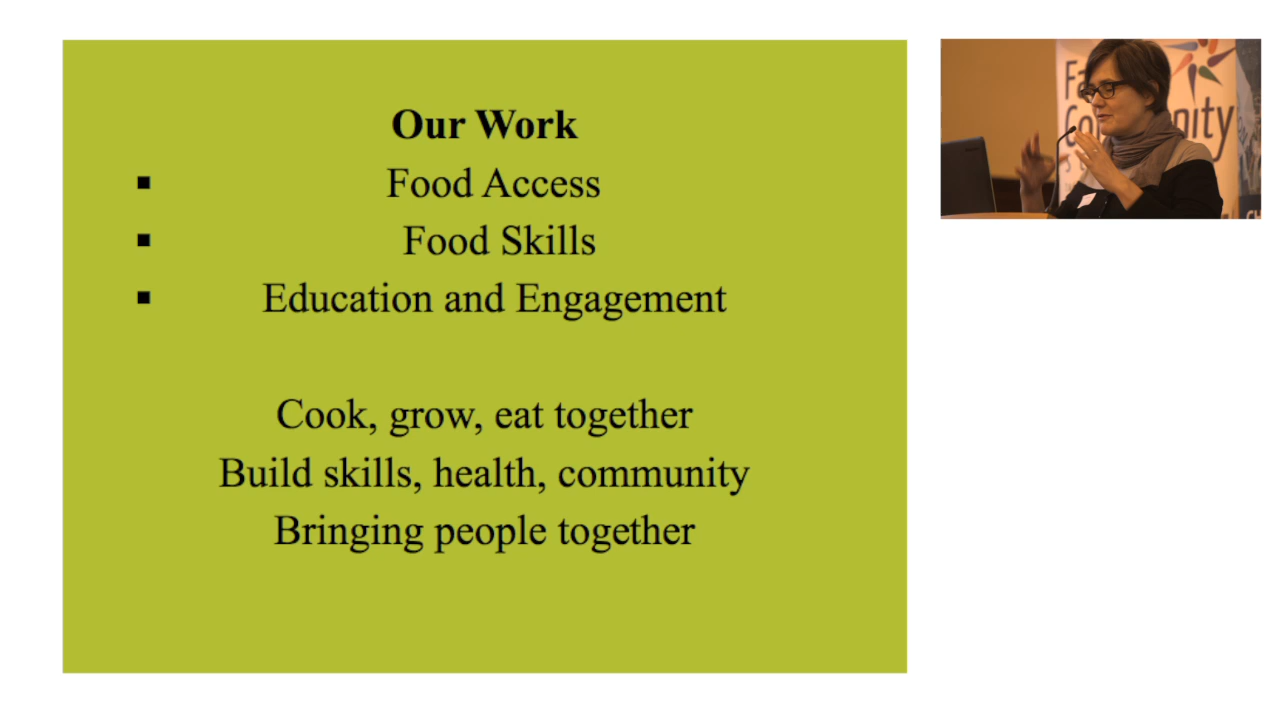 Our Work
▪ Food Access
▪ Food Skills
▪ Education and Engagement
Cook, grow, eat together
Build skills, health, community
Bringing people together